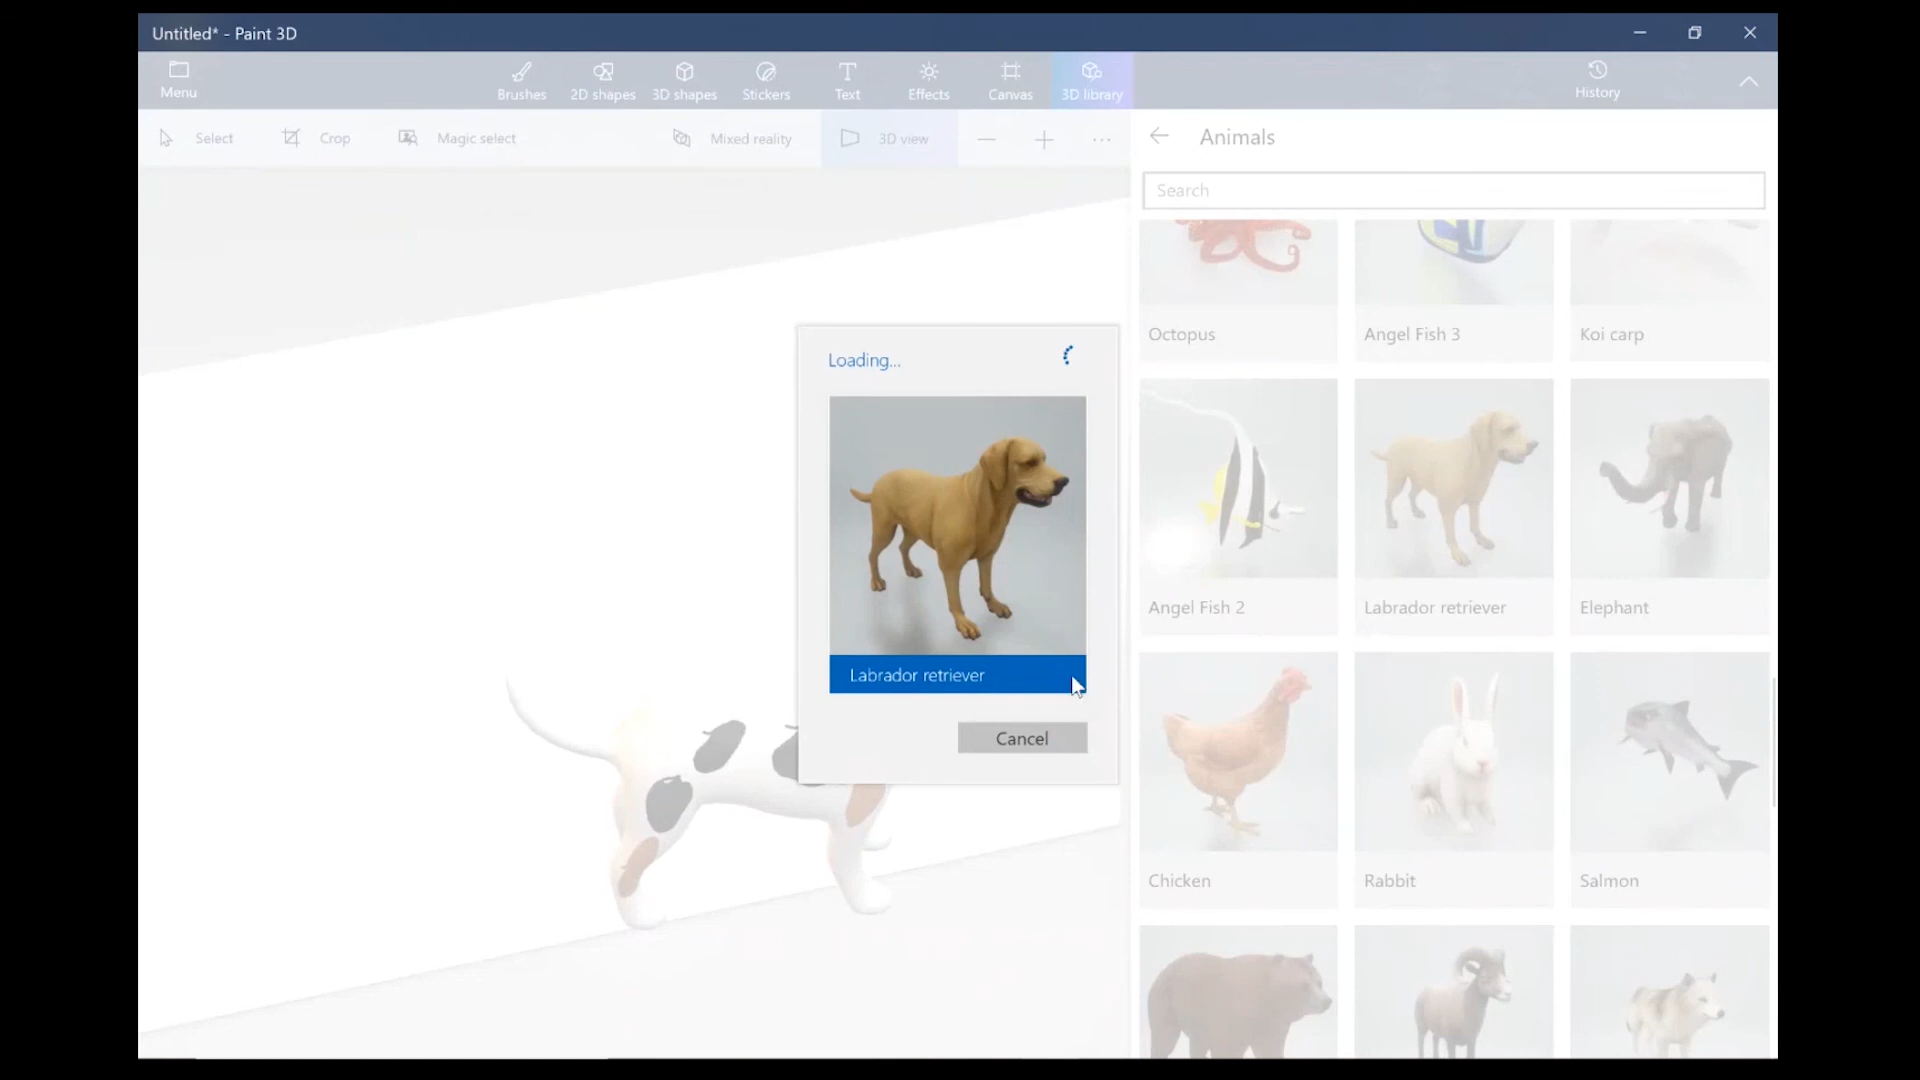 Untitled* - Paint 3D
Menu
Brushes
2D shapes
3D shapes
Stickers
Text
Effects
Canvas
3D library
History
Select
Crop
Magic select
Mixed reality
3D view
Animals
Search
Octopus
Angel Fish 3
Koi carp
Loading...
Labrador retriever
Cancel
Angel Fish 2
Labrador retriever
Elephant
Chicken
Rabbit
Salmon